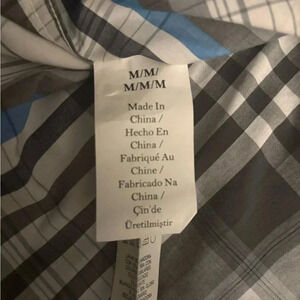 M/M/
M/M/M
Made In
China /
Hecho En
China /
Fabriqué Au
Chine /
Fabricado Na
China /
Çin'de
Üretilmiştir